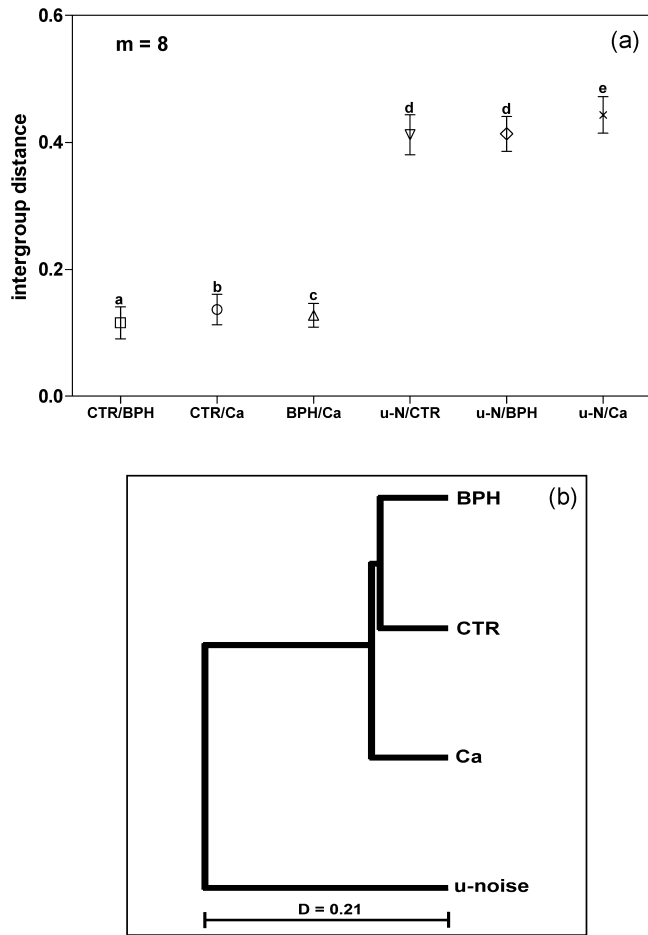 0.6
m = 8
(a)
d
d
e
0.4
intergroup distance
0.2
a
b
c
0.0
CTR/BPH
CTR/Ca
BPH/Ca
u-N/CTR
u-N/BPH
u-N/Ca
BPH
(b)
CTR
Ca
u-noise
D = 0.21